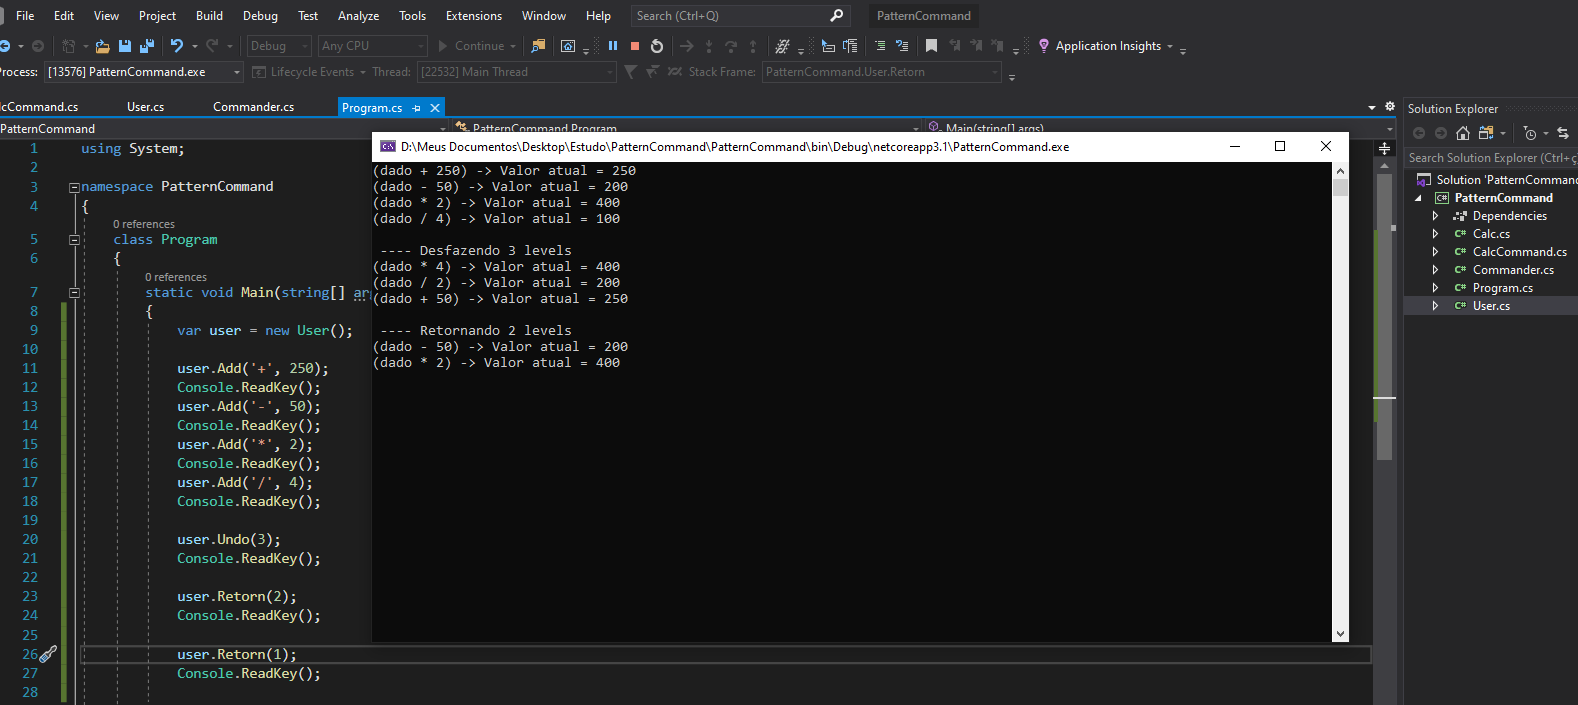 File Edit View Project Build Debug Test Analyze Tools Extensions Window Help Search (Ctrl+Q) PatternCommand
Debug Any CPU Continue Application Insights
rocess: [13576] PatternCommand.exe Lifecycle Events Thread: [22532] Main Thread Stack Frame: PatternCommand.User.Retorn
lcCommand.cs User.cs Commander.cs Program.cs
PatternCommand PatternCommand.Program Main(string[] args)
1 using System;
2
3 namespace PatternCommand
4 {
0 references
5 class Program
6 {
0 references
7 static void Main(string[] ar
8 {
9 var user = new User();
10
11 user.Add('+', 250);
12 Console.ReadKey();
13 user.Add('-', 50);
14 Console.ReadKey();
15 user.Add('*', 2);
16 Console.ReadKey();
17 user.Add('/', 4);
18 Console.ReadKey();
19
20 user.Undo(3);
21 Console.ReadKey();
22
23 user.Retorn(2);
24 Console.ReadKey();
25
26 user.Retorn(1);
27 Console.ReadKey();
28
D:\Meus Documentos\Desktop\Estudo\PatternCommand\PatternCommand\bin\Debug\netcoreapp3.1\PatternCommand.exe
(dado + 250) -> Valor atual = 250
(dado - 50) -> Valor atual = 200
(dado * 2) -> Valor atual = 400
(dado / 4) -> Valor atual = 100
---- Desfazendo 3 levels
(dado * 4) -> Valor atual = 400
(dado / 2) -> Valor atual = 200
(dado + 50) -> Valor atual = 250
---- Retornando 2 levels
(dado - 50) -> Valor atual = 200
(dado * 2) -> Valor atual = 400
Solution Explorer
Search Solution Explorer (Ctrl+ç
Solution 'PatternComman
C# PatternCommand
Dependencies
C# Calc.cs
C# CalcCommand.cs
C# Commander.cs
C# Program.cs
C# User.cs